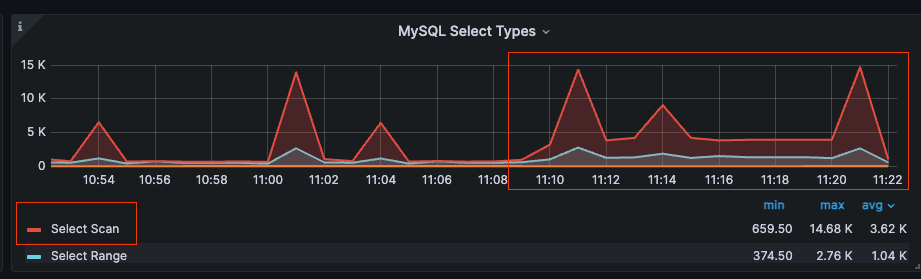 i
MySQL Select Types
15 K
10 K
5 K
0
10:54 10:56 10:58 11:00 11:02 11:04 11:06 11:08 11:10 11:12 11:14 11:16 11:18 11:20 11:22
min max avg
Select Scan 659.50 14.68 K 3.62 K
Select Range 374.50 2.76 K 1.04 K